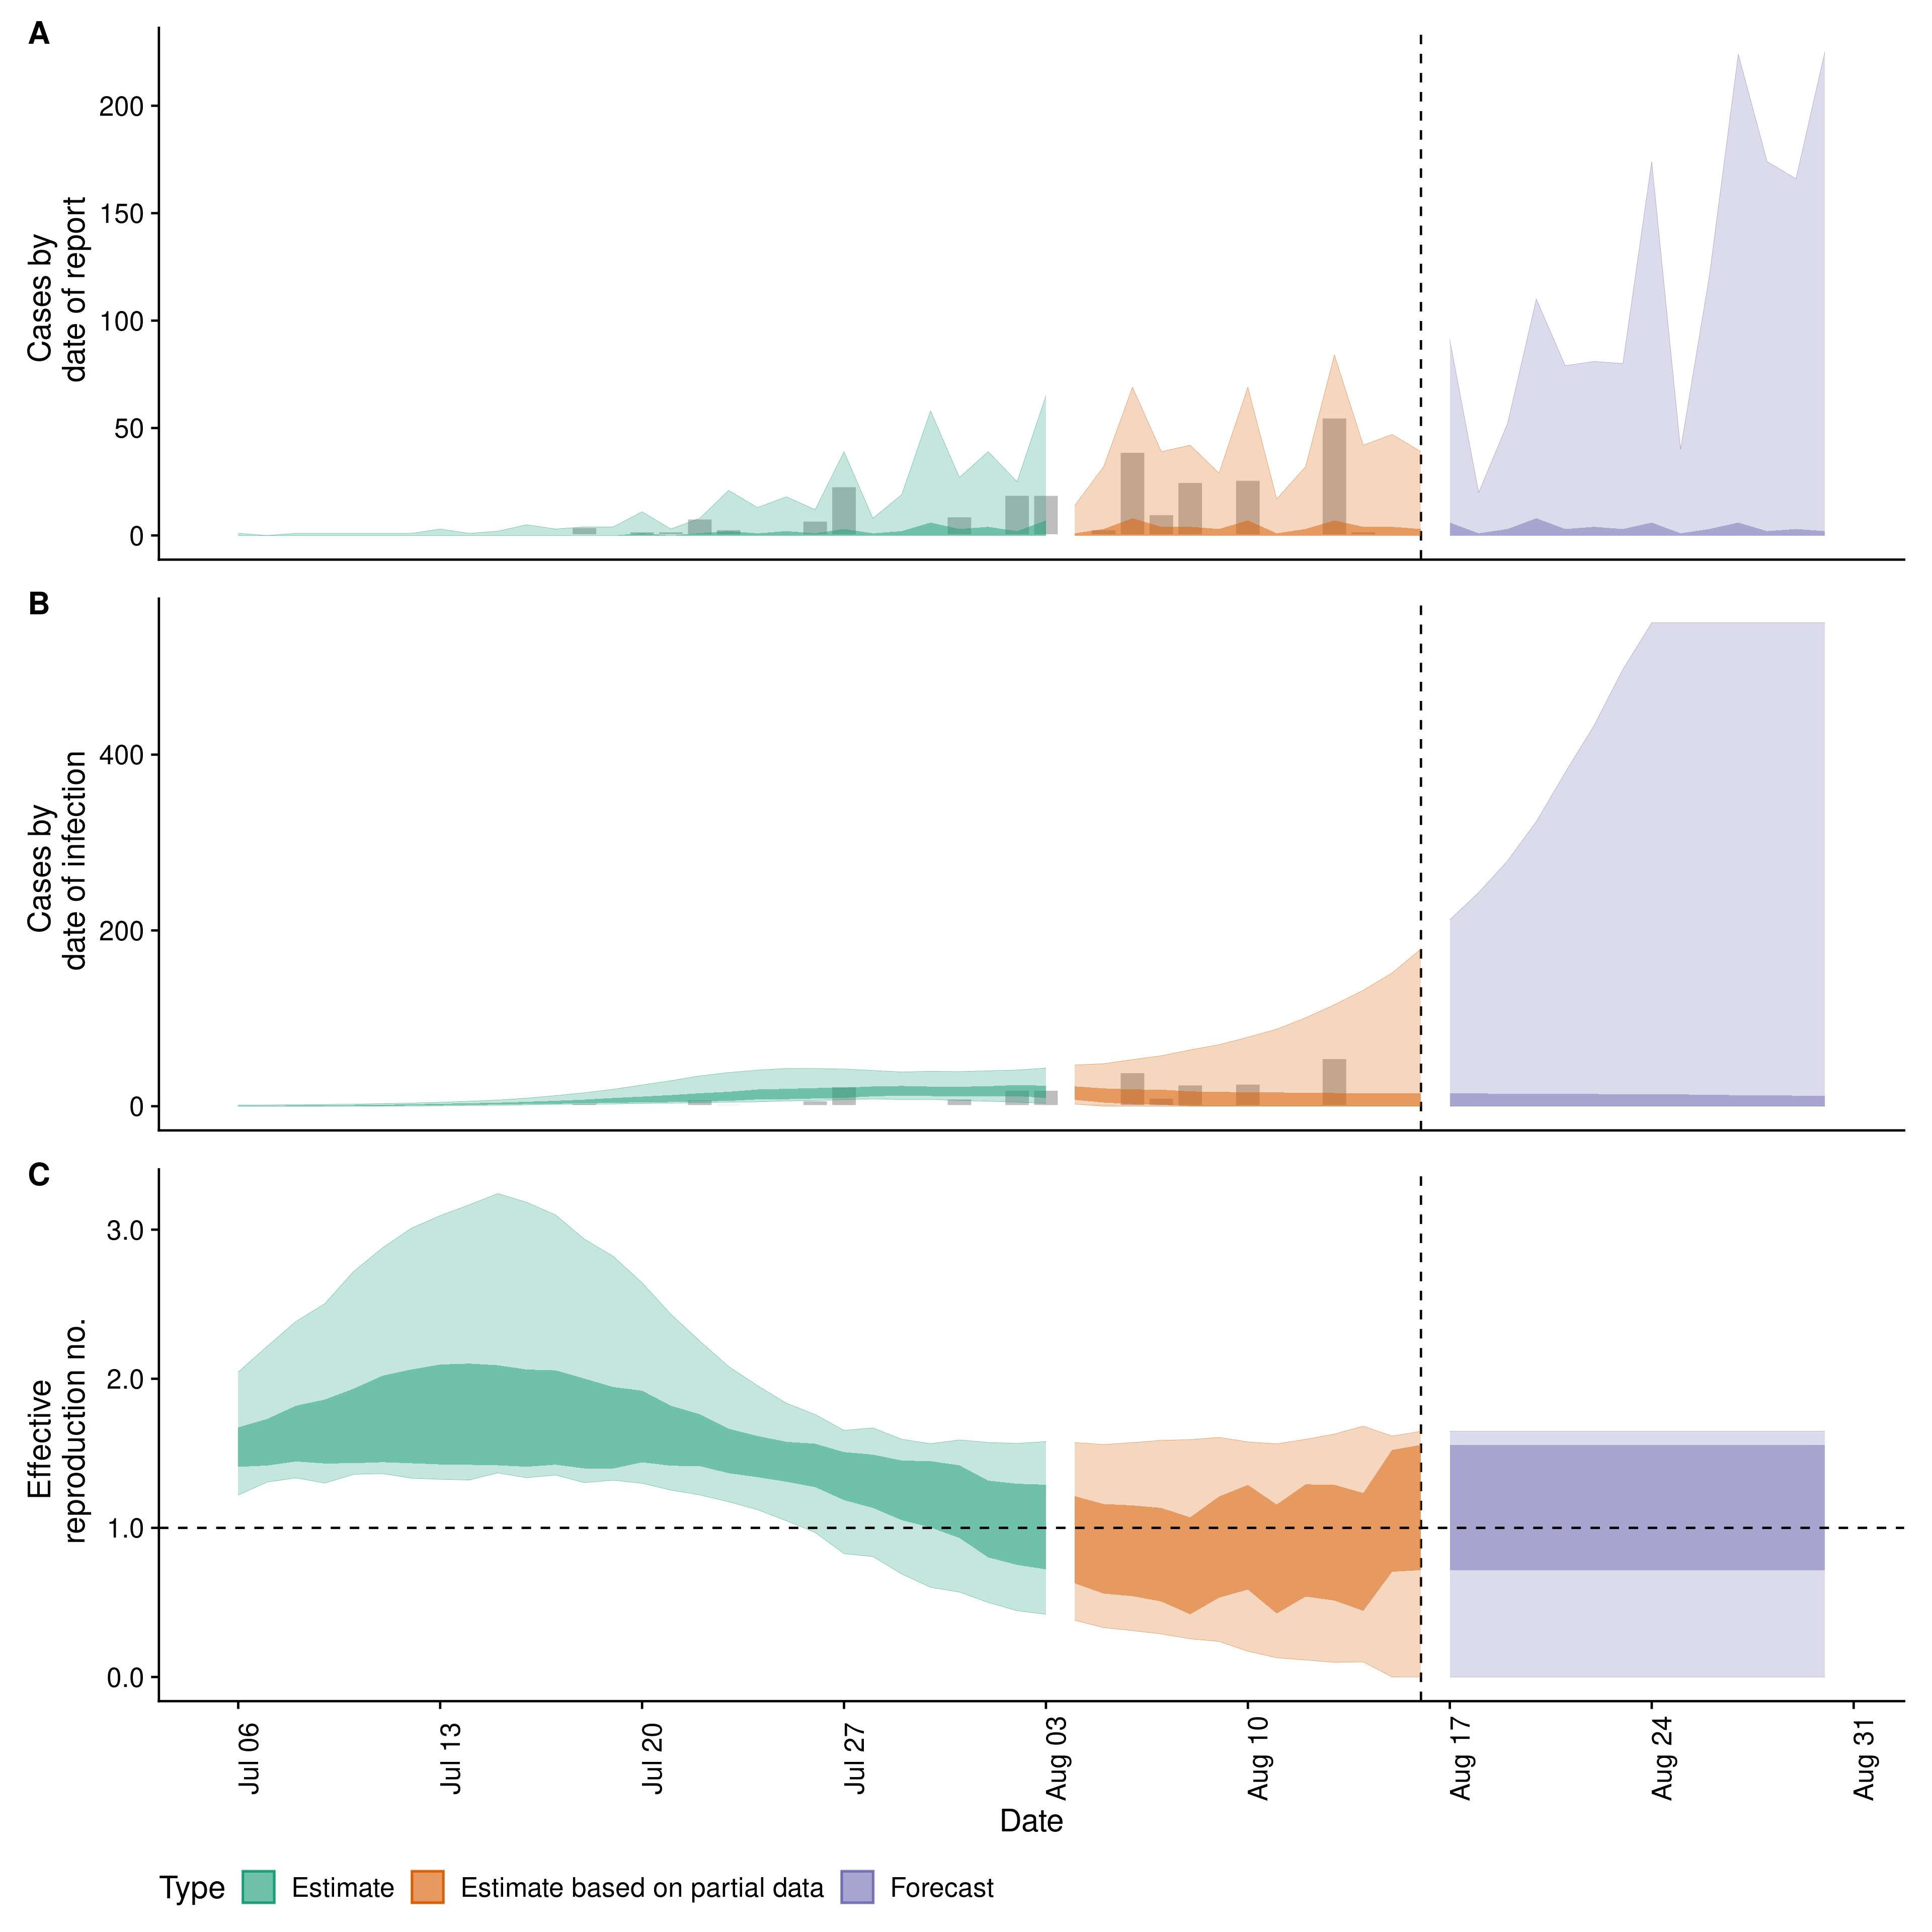 A
Cases by
date of report
200
150
100
50
0
B
Cases by
date of infection
400
200
0
C
Effective
reproduction no.
3.0
2.0
1.0
0.0
Jul 06
Jul 13
Jul 20
Jul 27
Aug 03
Aug 10
Aug 17
Aug 24
Aug 31
Date
Type Estimate Estimate based on partial data Forecast